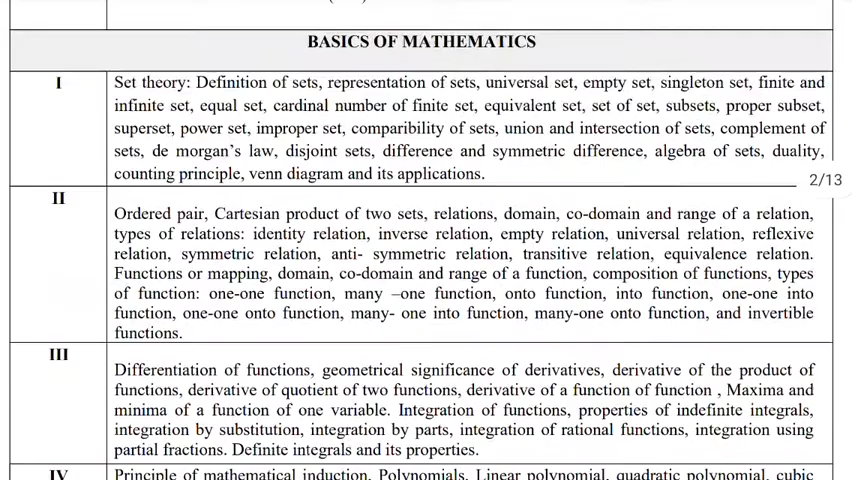 BASICS OF MATHEMATICS
I
Set theory: Definition of sets, representation of sets, universal set, empty set, singleton set, finite and
infinite set, equal set, cardinal number of finite set, equivalent set, set of set, subsets, proper subset,
superset, power set, improper set, comparibility of sets, union and intersection of sets, complement of
sets, de morgan's law, disjoint sets, difference and symmetric difference, algebra of sets, duality,
counting principle, venn diagram and its applications.
2/13
II
Ordered pair, Cartesian product of two sets, relations, domain, co-domain and range of a relation,
types of relations: identity relation, inverse relation, empty relation, universal relation, reflexive
relation, symmetric relation, anti- symmetric relation, transitive relation, equivalence relation.
Functions or mapping, domain, co-domain and range of a function, composition of functions, types
of function: one-one function, many –one function, onto function, into function, one-one into
function, one-one onto function, many- one into function, many-one onto function, and invertible
functions.
III
Differentiation of functions, geometrical significance of derivatives, derivative of the product of
functions, derivative of quotient of two functions, derivative of a function of function , Maxima and
minima of a function of one variable. Integration of functions, properties of indefinite integrals,
integration by substitution, integration by parts, integration of rational functions, integration using
partial fractions. Definite integrals and its properties.
IV
Principle of mathematical induction. Polynomials. Linear polynomial, quadratic polynomial, cubic